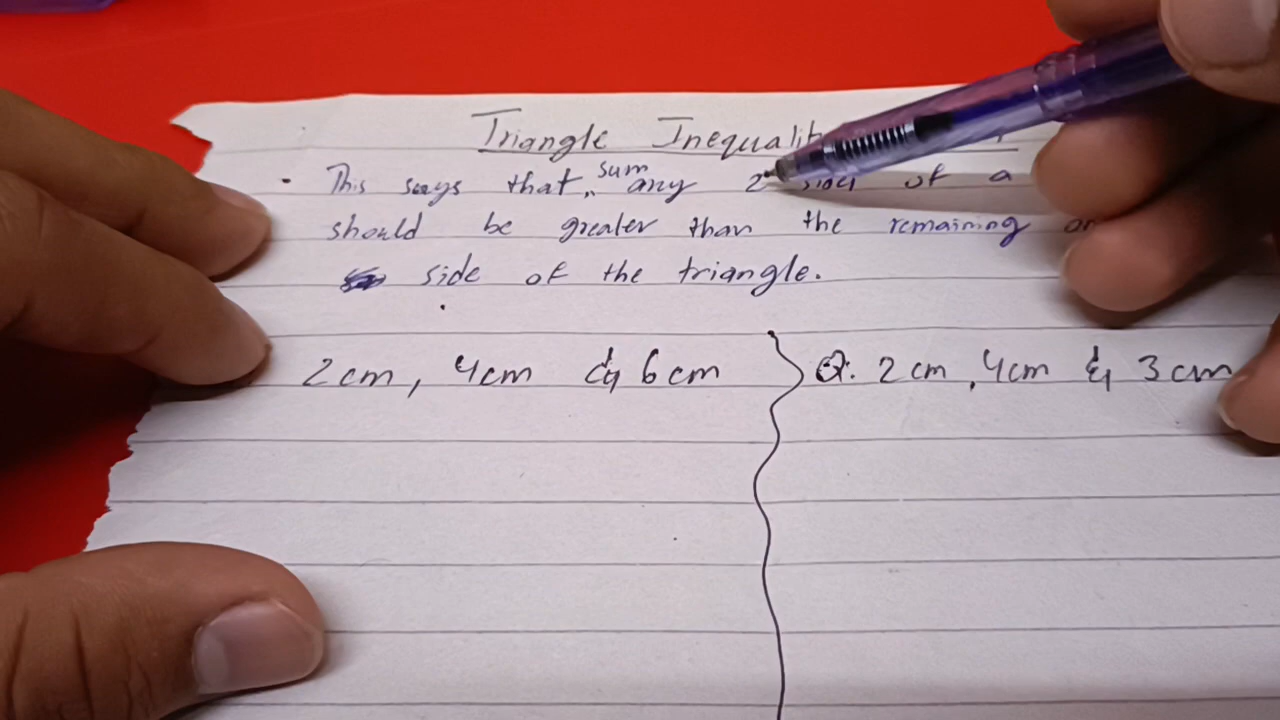 Triangle Inequalit
This says that,, sum any 2 sides of a
should be greater than the remaining
side of the triangle.
2cm, 4cm & 6cm
Q. 2cm, 4cm & 3cm